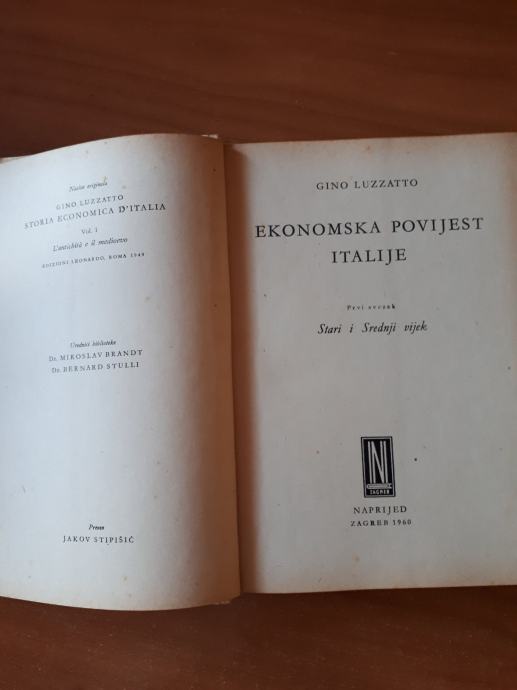 Naslov originala
GINO LUZZATTO
STORIA ECONOMICA D'ITALIA
Vol. I
L'antichità e il medioevo
EDIZIONI LEONARDO, ROMA 1949
Urednici biblioteke
Dr. MIROSLAV BRANDT
Dr. BERNARD STULLI
Preveo
JAKOV STIPIŠIĆ
GINO LUZZATTO
EKONOMSKA POVIJEST
ITALIJE
Prvi svezak
Stari i Srednji vijek
N
ZAGREB
NAPRIJED
ZAGREB 1960